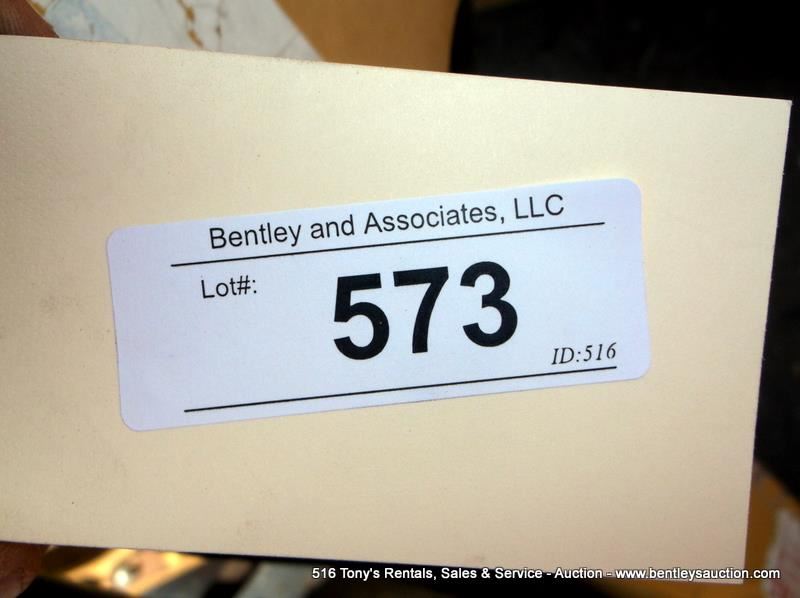 Bentley and Associates, LLC
Lot#:
573
ID:516
516 Tony's Rentals, Sales & Service - Auction - www.bentleysauction.com